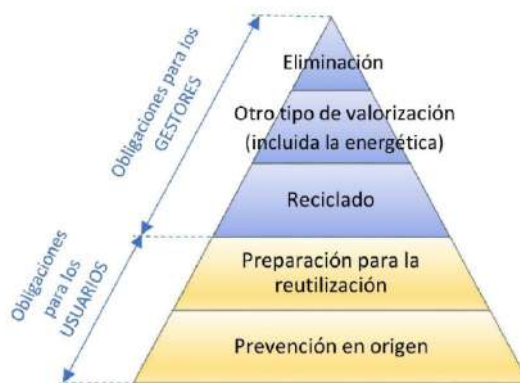 Obligaciones para los
GESTORES
Eliminación
Otro tipo de valorización
(incluida la energética)
Reciclado
Obligaciones
para los
USUARIOS
Preparación para la
reutilización
Prevención en origen